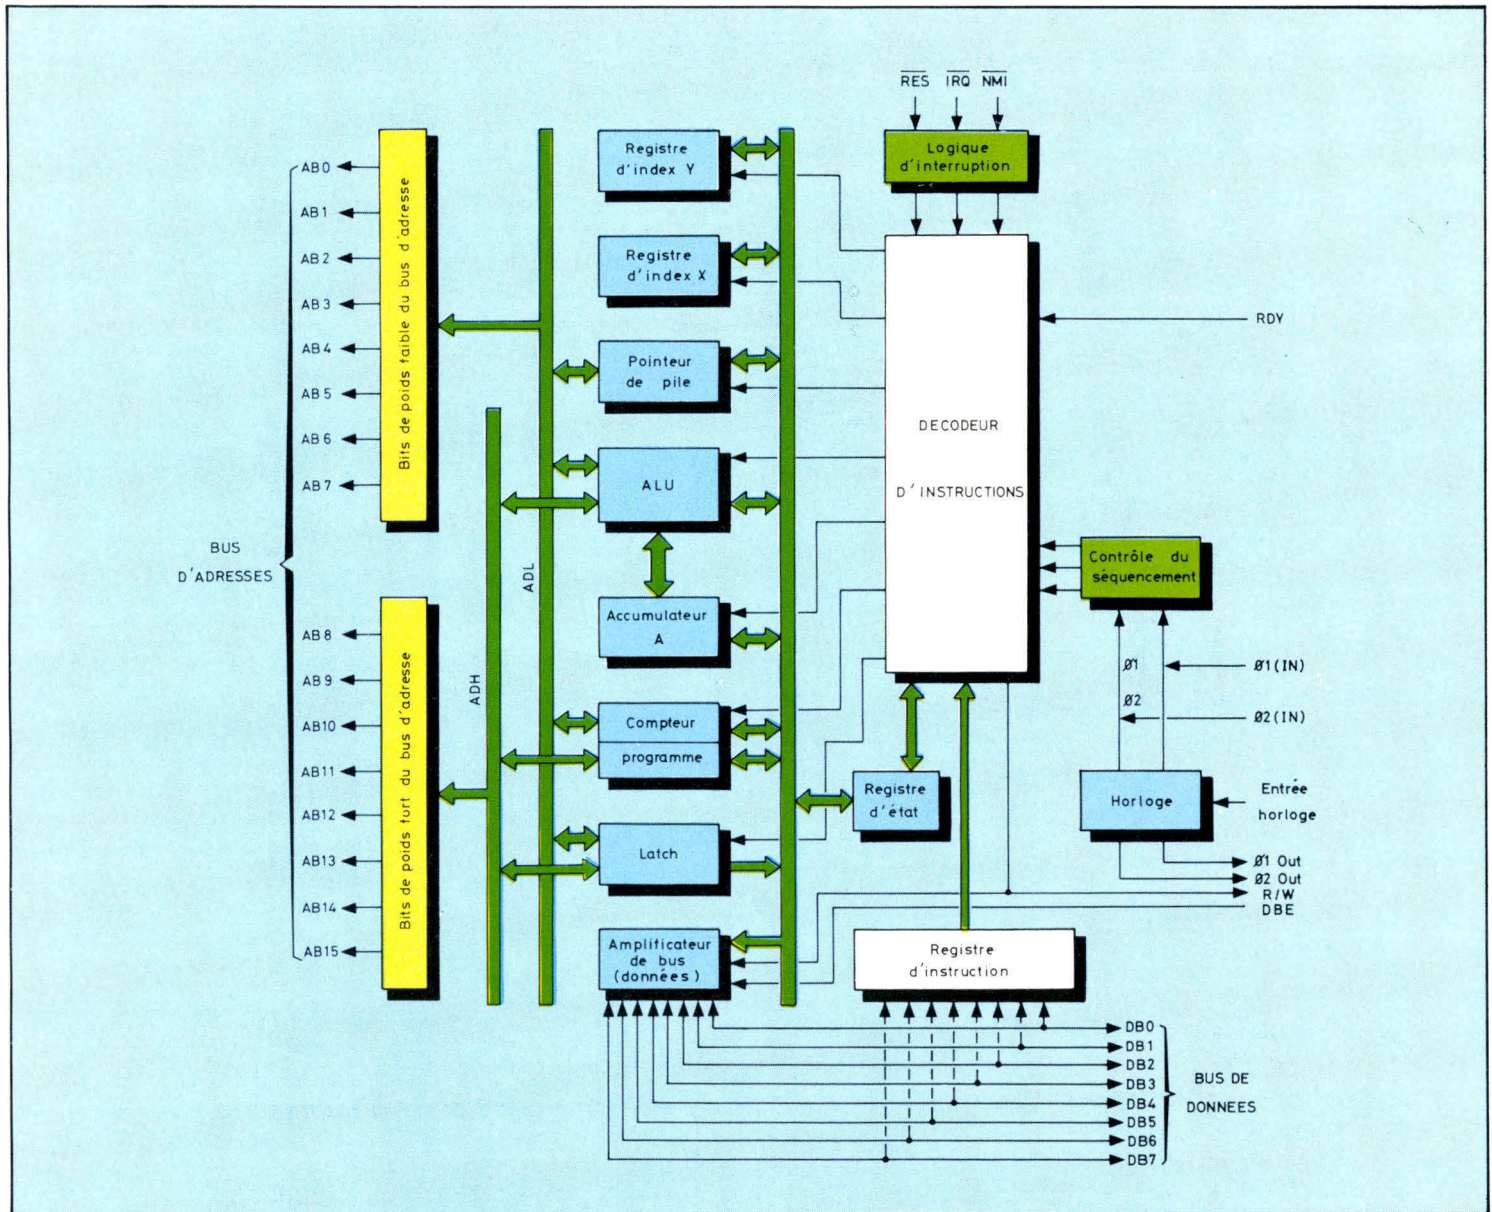 RES IRQ NMI
Logique
d'interruption
Registre
d'index Y
Registre
d'index X
Pointeur
de pile
ALU
Accumulateur
A
Compteur
programme
Latch
Amplificateur
de bus
(données)
AB0
AB1
AB2
AB3
AB4
AB5
AB6
AB7
BUS
D'ADRESSES
AB8
AB9
AB10
AB11
AB12
AB13
AB14
AB15
Bits de poids faible du bus d'adresse
Bits de poids turt du bus d'adresse
ADH
ADL
DECODEUR
D'INSTRUCTIONS
RDY
Contrôle du
séquencement
Ø1
Ø2
Ø1(IN)
Ø2(IN)
Registre
d'état
Horloge
Entrée
horloge
Ø1 Out
Ø2 Out
R/W
DBE
Registre
d'instruction
DB0
DB1
DB2
DB3
DB4
DB5
DB6
DB7
BUS DE
DONNEES